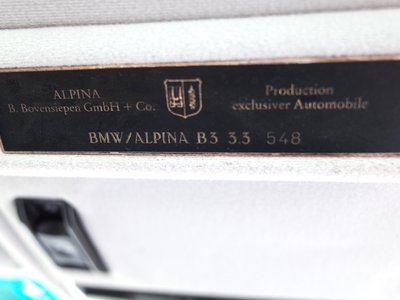 ALPINA
B. Bovensiepen GmbH + Co.
Production
exclusiver Automobile
BMW/ALPINA B3 3.3 548